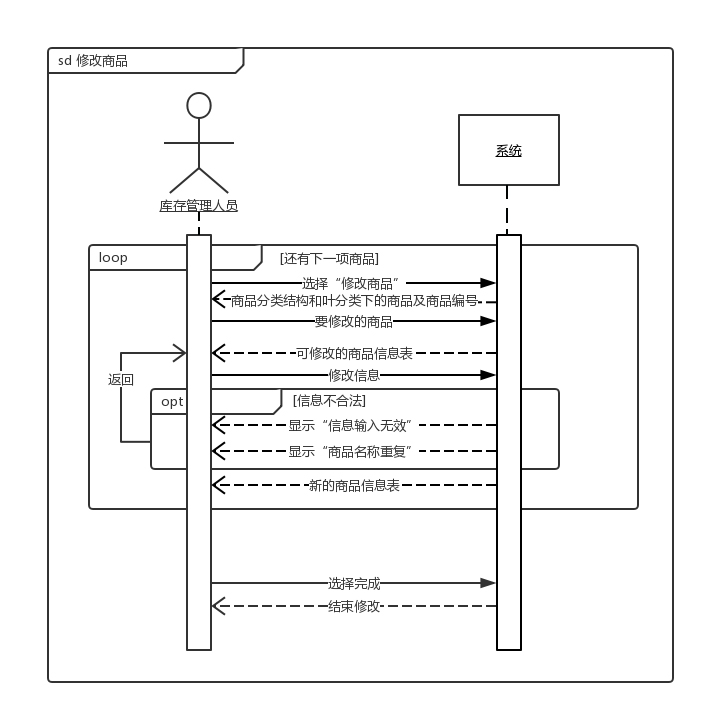 sd 修改商品
系统
库存管理人员
loop
[还有下一项商品]
选择“修改商品”
商品分类结构和叶分类下的商品及商品编号
要修改的商品
可修改的商品信息表
修改信息
返回
opt
[信息不合法]
显示“信息输入无效”
显示“商品名称重复”
新的商品信息表
选择完成
结束修改